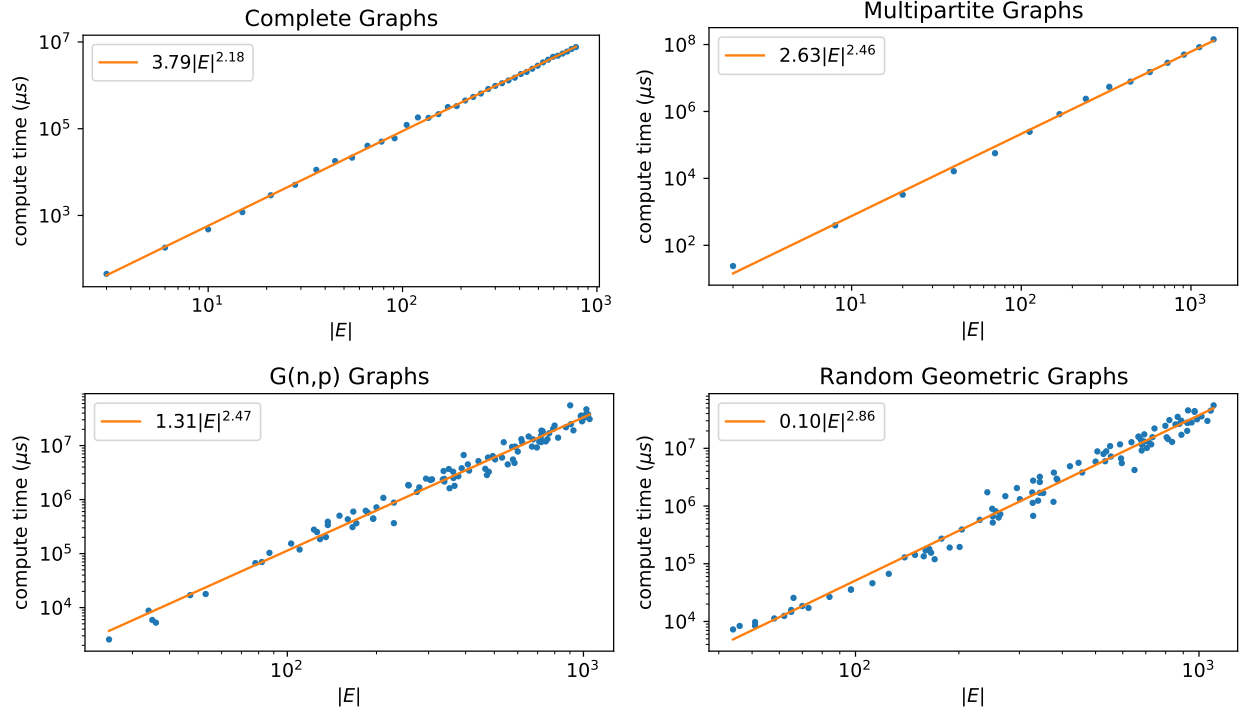 Complete Graphs
3.79|E|^2.18
10^7
10^5
10^3
compute time (μs)
10^1
10^2
10^3
|E|
Multipartite Graphs
2.63|E|^2.46
10^8
10^6
10^4
10^2
compute time (μs)
10^1
10^2
10^3
|E|
G(n,p) Graphs
1.31|E|^2.47
10^7
10^6
10^5
10^4
compute time (μs)
10^2
10^3
|E|
Random Geometric Graphs
0.10|E|^2.86
10^7
10^6
10^5
10^4
compute time (μs)
10^2
10^3
|E|